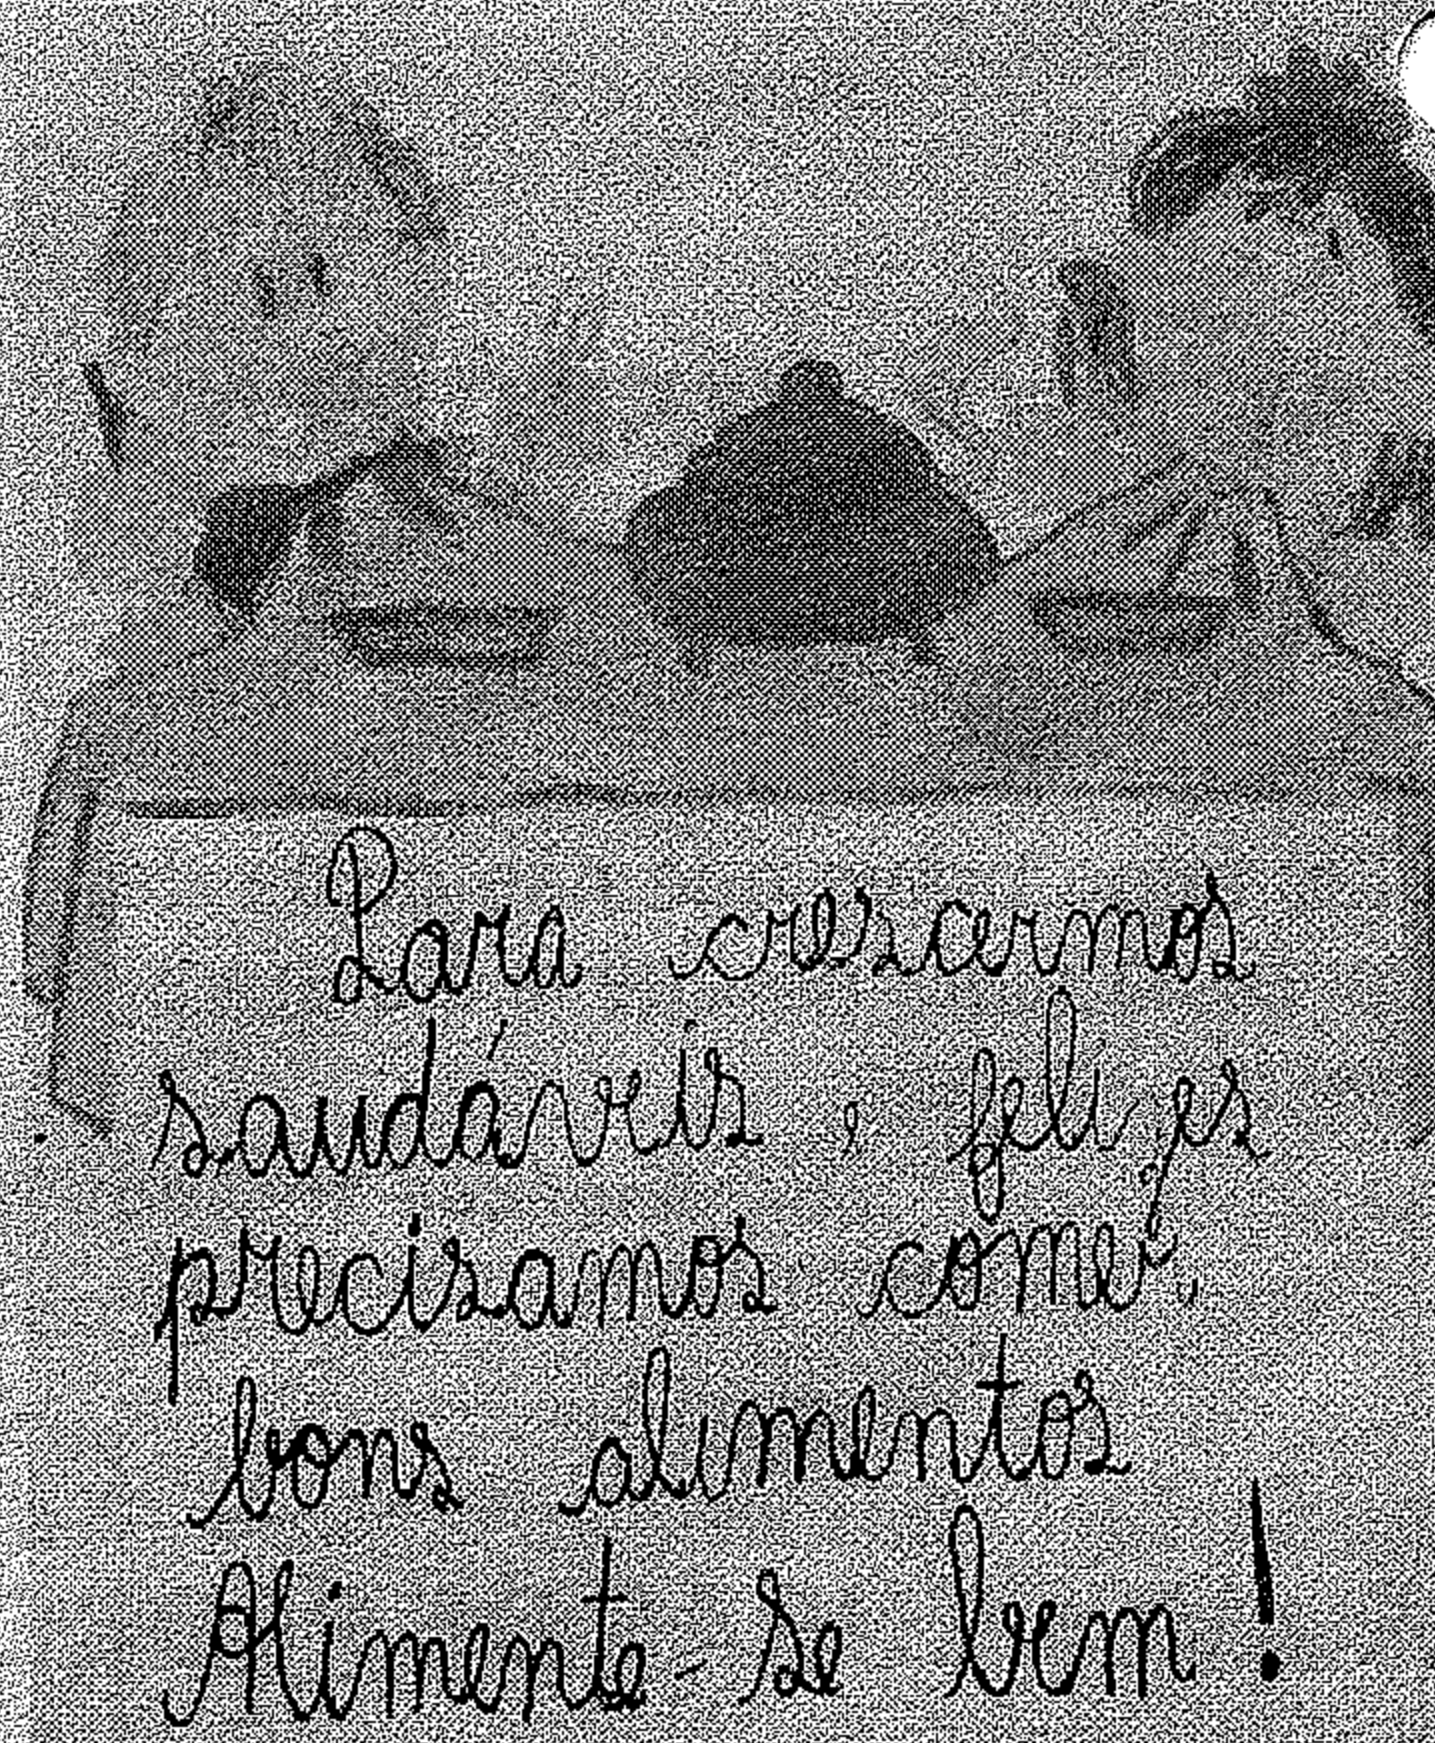 Para crescermos
saudáveis e felizes
precisamos comer
bons alimentos
Alimente-se bem!